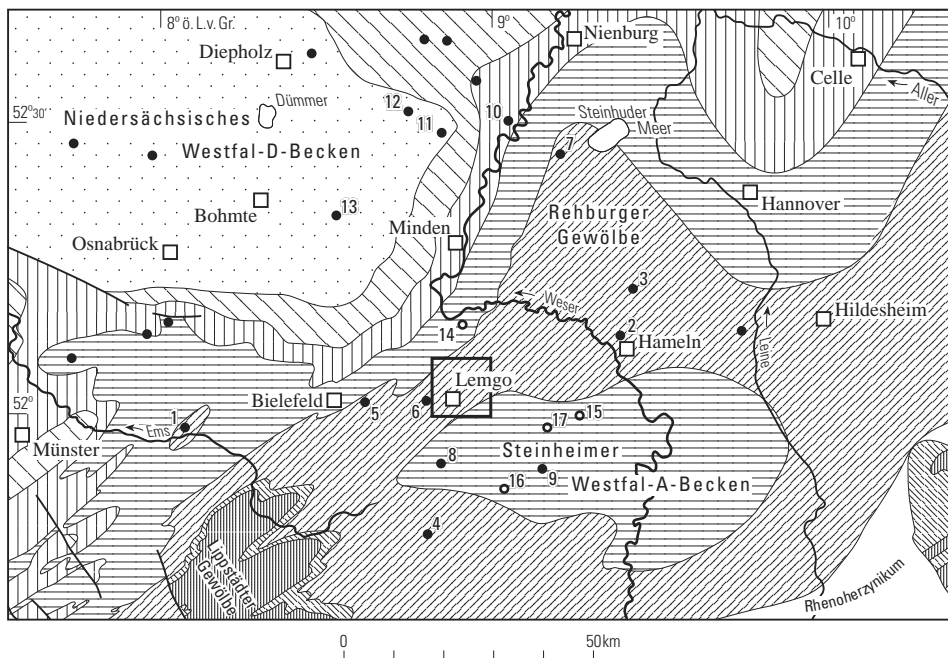 8° ö. L. v. Gr.
9°
10°
Diepholz
Nienburg
Celle
Aller
Dümmer
12
11
10
52°30'
Niedersächsisches
Steinhuder
Meer
Westfal-D-Becken
7
Hannover
Bohmte
13
Rehburger
Gewölbe
Minden
Osnabrück
3
Weser
Hildesheim
14
2
Hameln
Leine
Lemgo
52°
Bielefeld
5
6
1
Ems
17
15
Münster
8
Steinheimer
9
16
Westfal-A-Becken
4
Lippstädter
Gewölbe
Rhenoherzynikum
0
50km